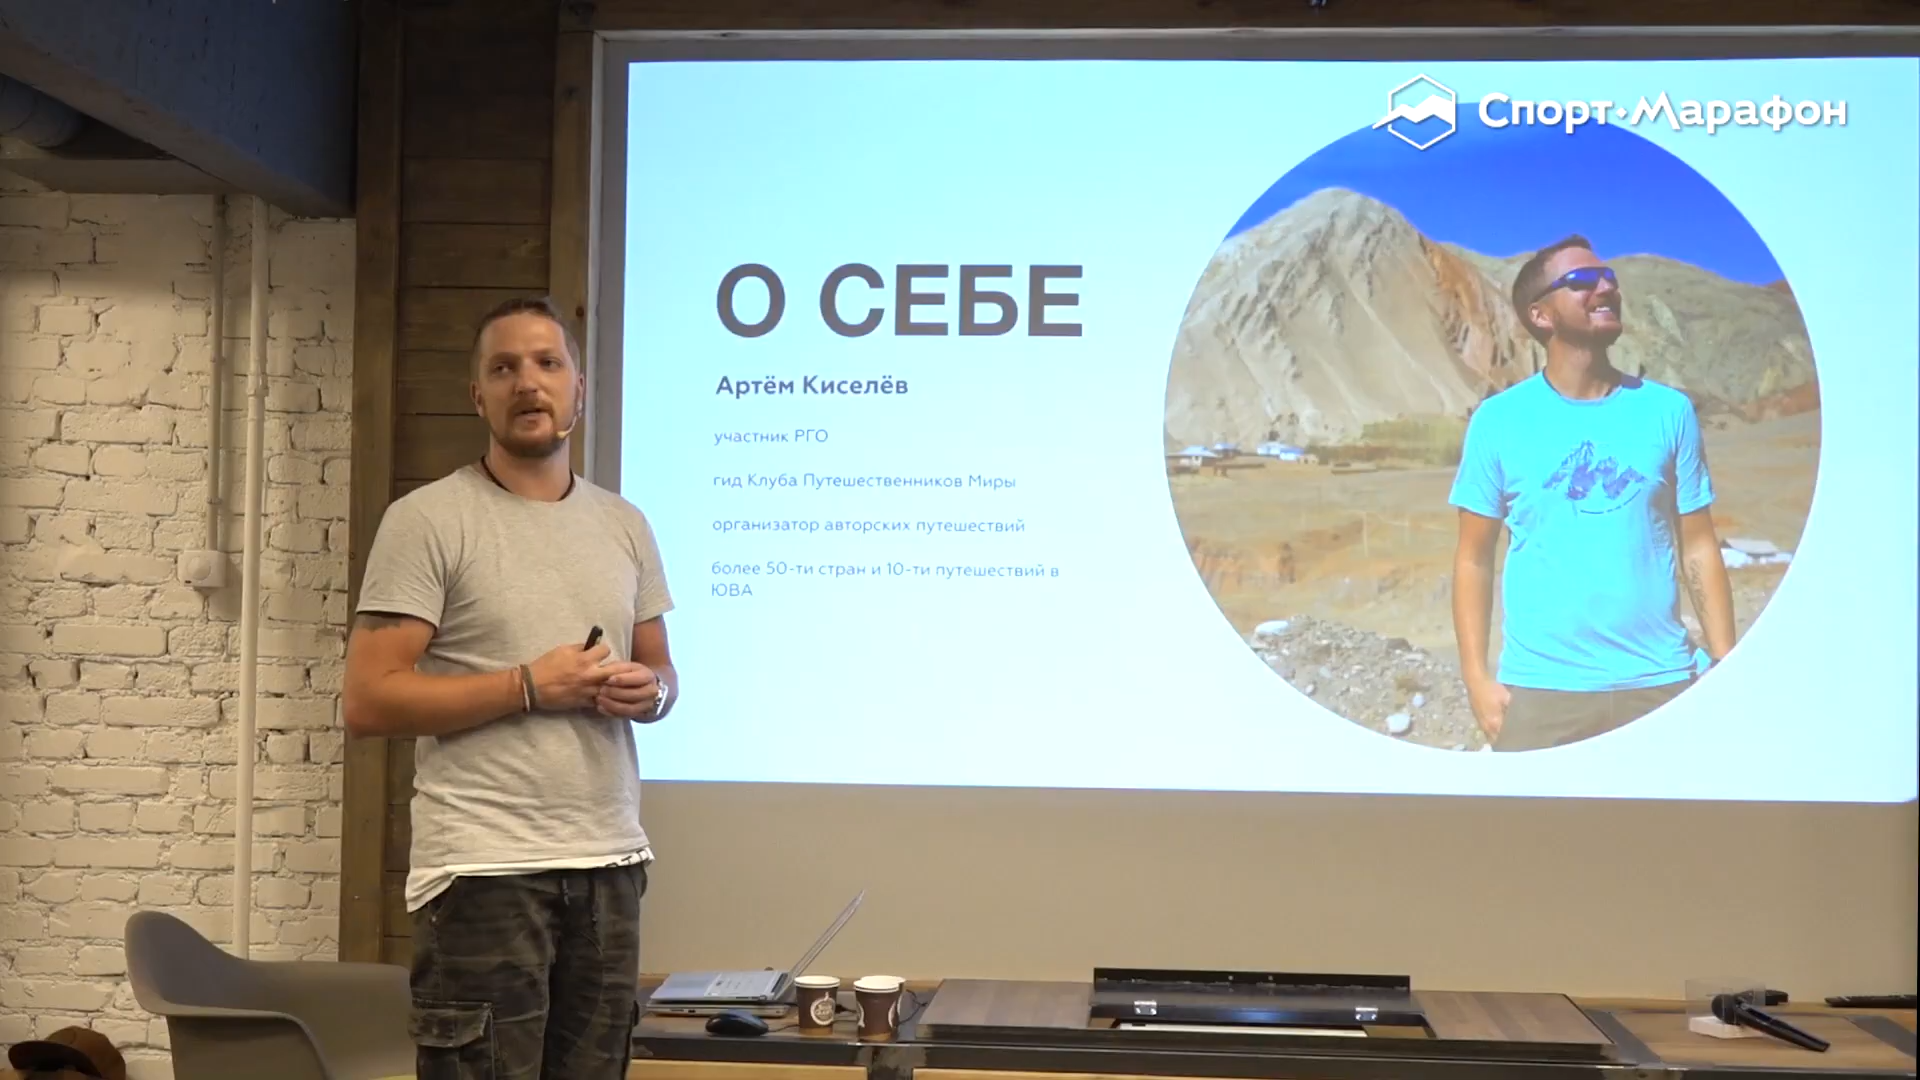 Спорт·Марафон
О СЕБЕ
Артём Киселёв
участник РГО
гид Клуба Путешественников Миры
организатор авторских путешествий
более 50-ти стран и 10-ти путешествий в
ЮВА